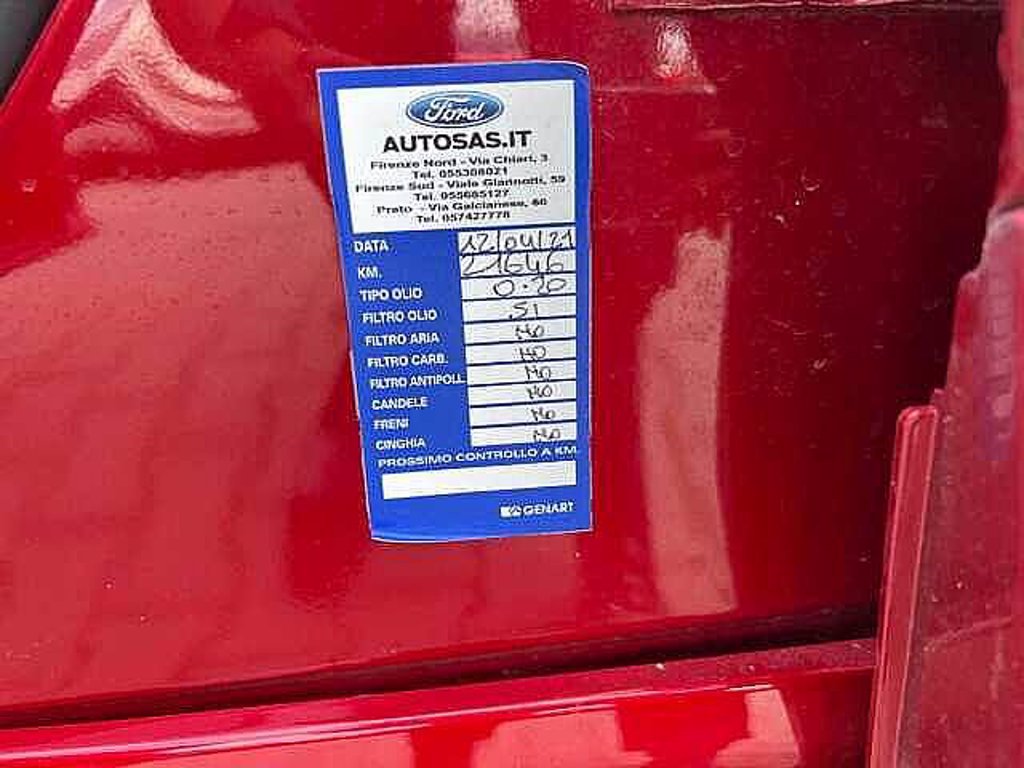 Ford
AUTOSAS.IT
Firenze Nord - Via Chiari, 3
Tel. 055308021
Firenze Sud - Viale Giannotti, 59
Tel. 055685127
Prato - Via Galcianese, 60
Tel. 057427778
DATA 12/04/21
KM. 21646
TIPO OLIO 0.20
FILTRO OLIO SI
FILTRO ARIA NO
FILTRO CARB. NO
FILTRO ANTIPOLL. NO
CANDELE NO
FRENI NO
CINGHIA NO
PROSSIMO CONTROLLO A KM.
GENART